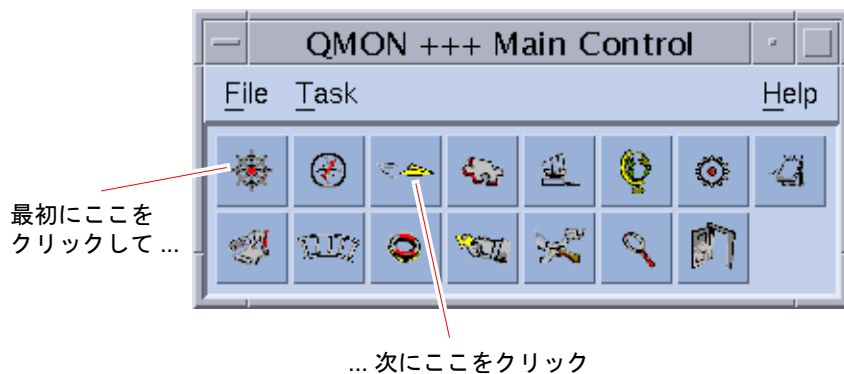 QMON +++ Main Control
File Task Help
最初にここを
クリックして ...
... 次にここをクリック